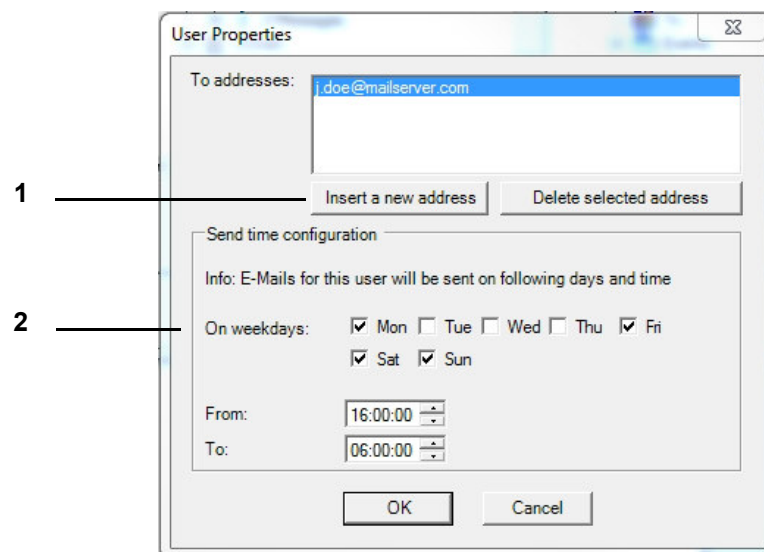 User Properties
To addresses:
j.doe@mailserver.com
1
Insert a new address Delete selected address
Send time configuration
Info: E-Mails for this user will be sent on following days and time
2
On weekdays: Mon Tue Wed Thu Fri
Sat Sun
From: 16:00:00
To: 06:00:00
OK Cancel